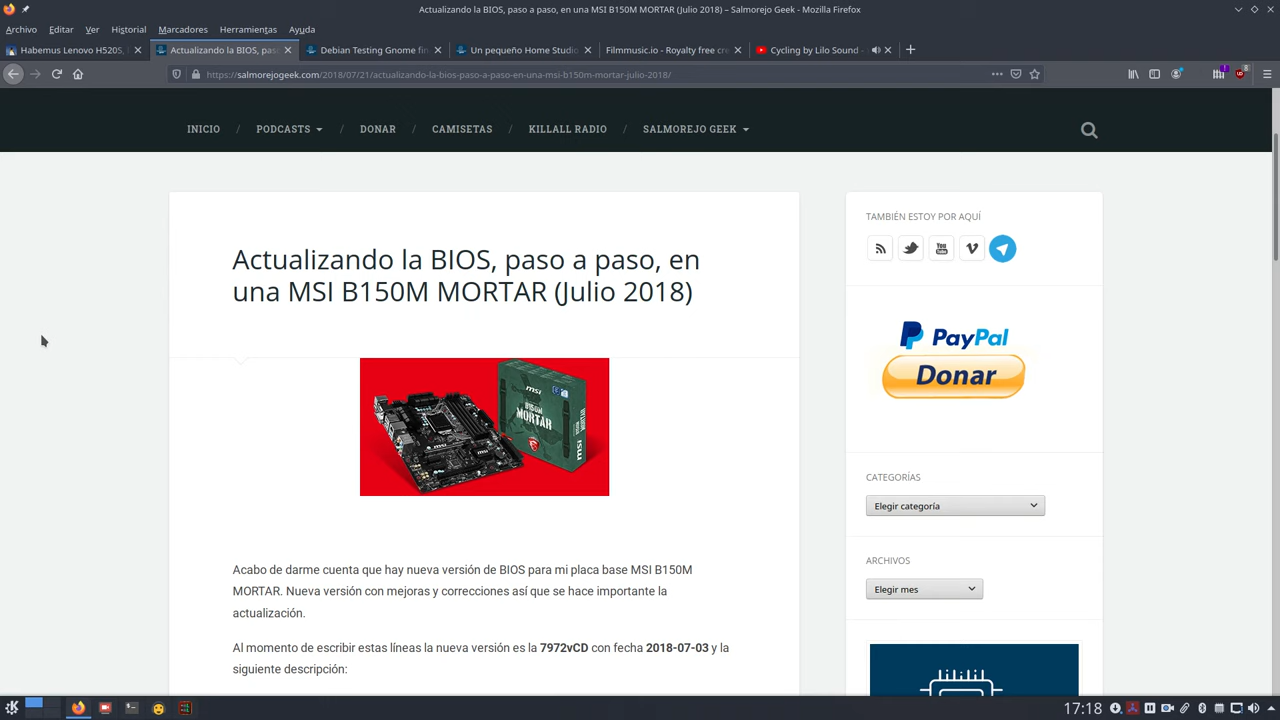 Actualizando la BIOS, paso a paso, en una MSI B150M MORTAR (Julio 2018) – Salmorejo Geek - Mozilla Firefox
Archivo Editar Ver Historial Marcadores Herramientas Ayuda
Habemus Lenovo H520S,
Actualizando la BIOS, pas
Debian Testing Gnome fin
Un pequeño Home Studio
Filmmusic.io - Royalty free cre
Cycling by Lilo Sound -
https://salmorejogeek.com/2018/07/21/actualizando-la-bios-paso-a-paso-en-una-msi-b150m-mortar-julio-2018/
INICIO / PODCASTS / DONAR / CAMISETAS / KILLALL RADIO / SALMOREJO GEEK
Actualizando la BIOS, paso a paso, en
una MSI B150M MORTAR (Julio 2018)
msi
B150M
MORTAR
Acabo de darme cuenta que hay nueva versión de BIOS para mi placa base MSI B150M
MORTAR. Nueva versión con mejoras y correcciones así que se hace importante la
actualización.
Al momento de escribir estas líneas la nueva versión es la 7972vCD con fecha 2018-07-03 y la
siguiente descripción:
TAMBIÉN ESTOY POR AQUÍ
You
PayPal
Donar
CATEGORÍAS
Elegir categoría
ARCHIVOS
Elegir mes
17:18